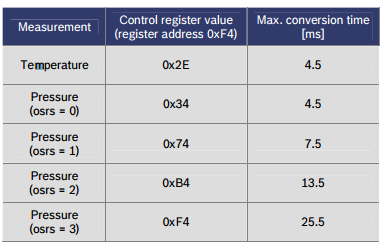 Measurement Control register value (register address 0xF4) Max. conversion time [ms]
Temperature 0x2E 4.5
Pressure (osrs = 0) 0x34 4.5
Pressure (osrs = 1) 0x74 7.5
Pressure (osrs = 2) 0xB4 13.5
Pressure (osrs = 3) 0xF4 25.5